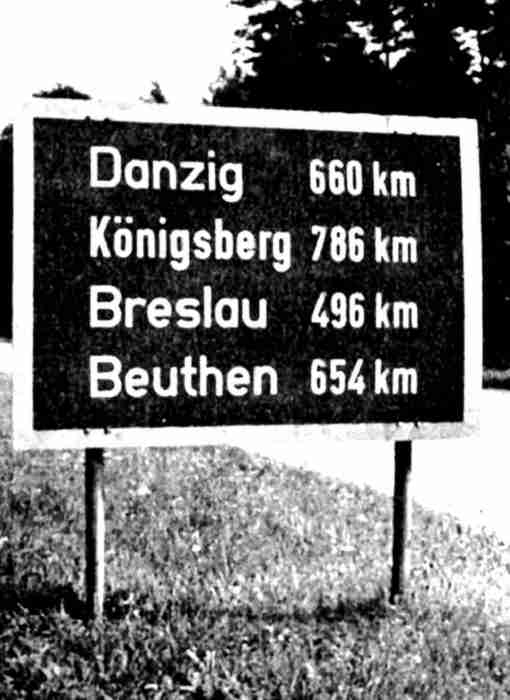 Danzig 660 km
Königsberg 786 km
Breslau 496 km
Beuthen 654 km